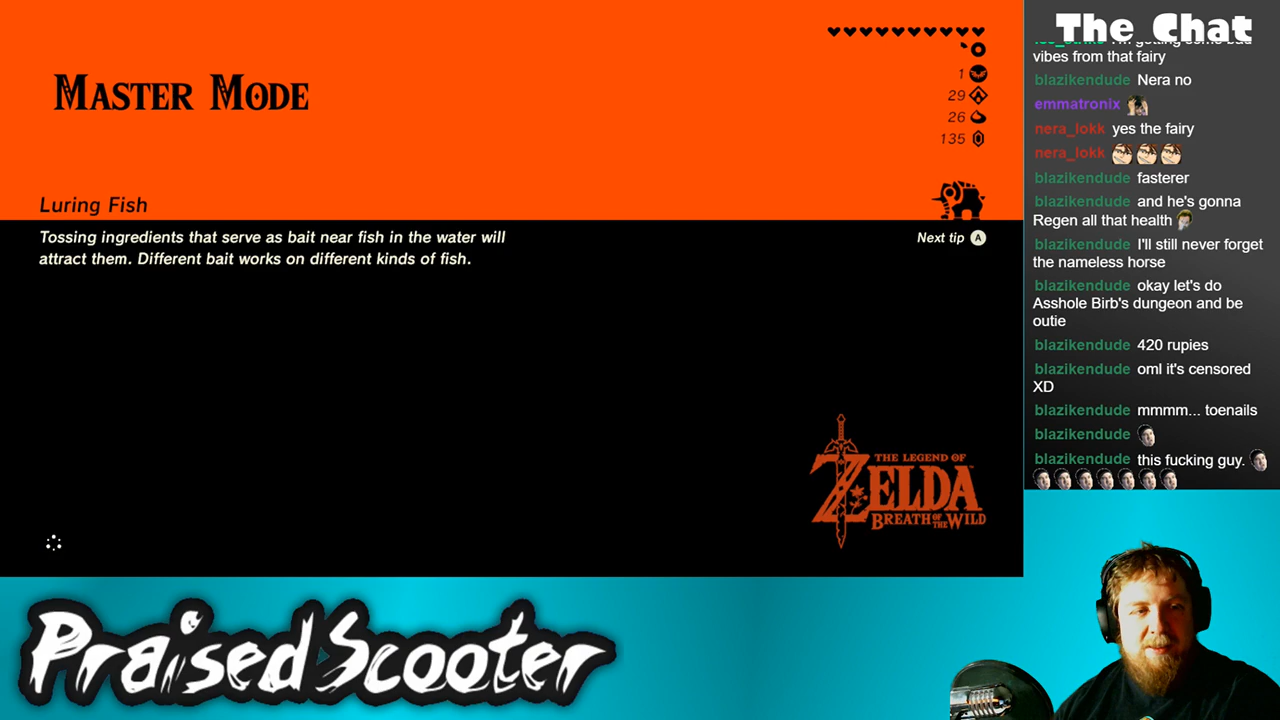 Master Mode
1
29
26
135
Luring Fish
Tossing ingredients that serve as bait near fish in the water will
attract them. Different bait works on different kinds of fish.
Next tip A
THE LEGEND OF
ZELDA
BREATH OF THE WILD
PraisedScooter
The Chat
vibes from that fairy
blazikendude Nera no
emmatronix
nera_lokk yes the fairy
nera_lokk
blazikendude fasterer
blazikendude and he's gonna
Regen all that health
blazikendude I'll still never forget
the nameless horse
blazikendude okay let's do
Asshole Birb's dungeon and be
outie
blazikendude 420 rupies
blazikendude oml it's censored
XD
blazikendude mmmm... toenails
blazikendude
blazikendude this fucking guy.